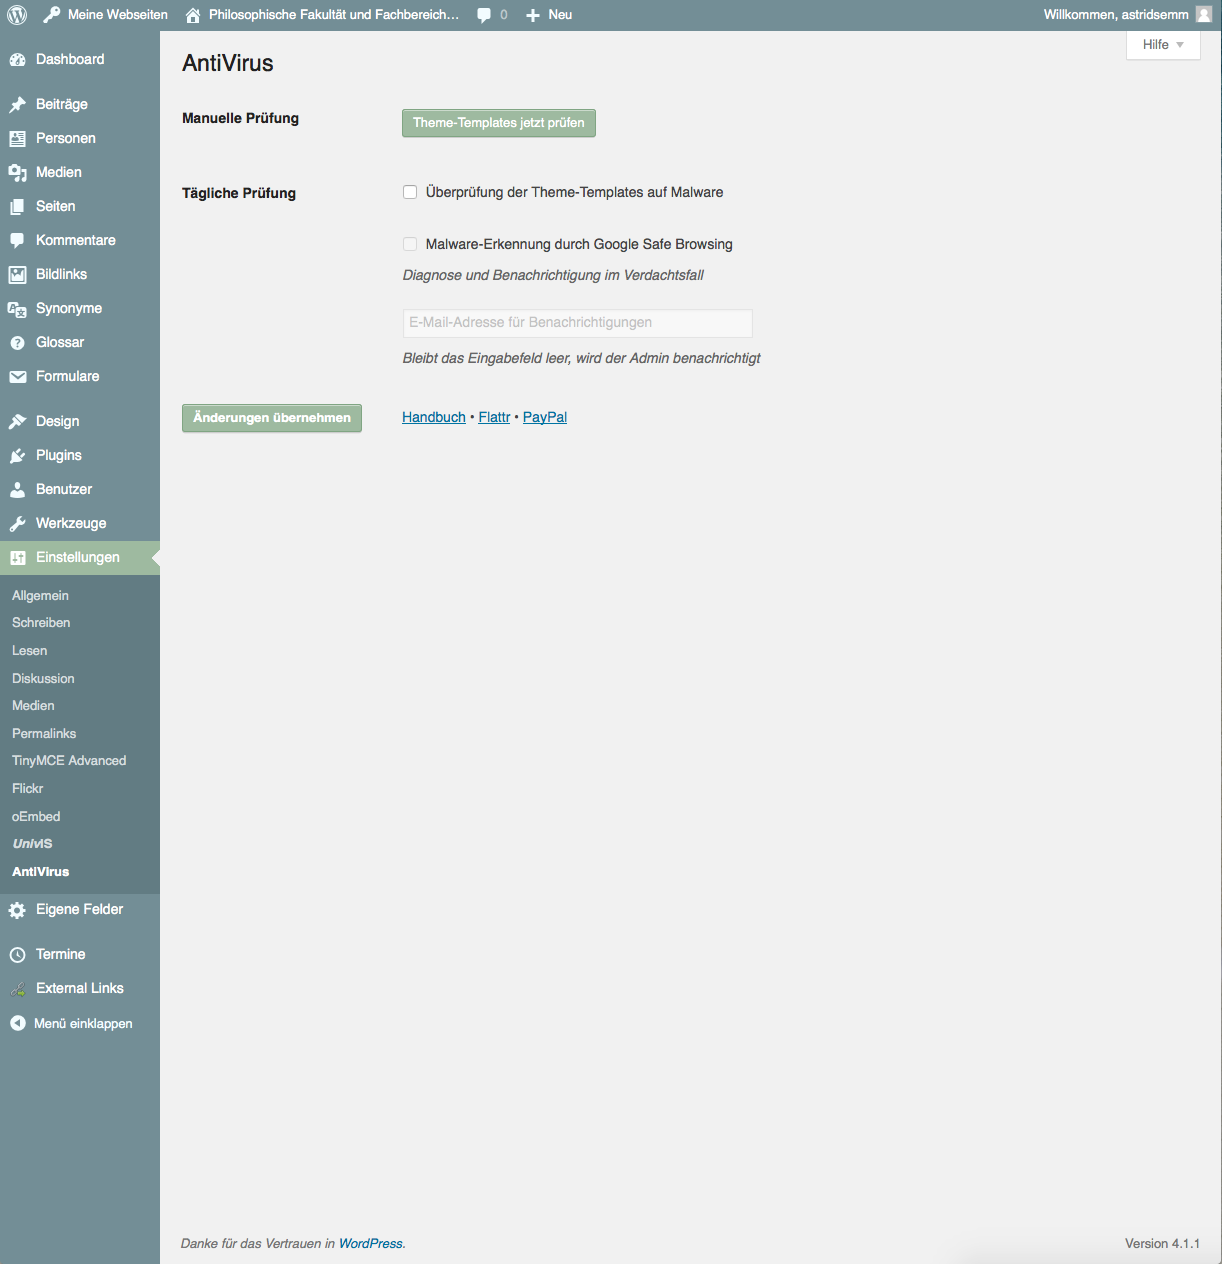 Meine Webseiten
Philosophische Fakultät und Fachbereich...
0
Neu
Willkommen, astridsemm
Hilfe
Dashboard
Beiträge
Personen
Medien
Seiten
Kommentare
Bildlinks
Synonyme
Glossar
Formulare
Design
Plugins
Benutzer
Werkzeuge
Einstellungen
Allgemein
Schreiben
Lesen
Diskussion
Medien
Permalinks
TinyMCE Advanced
Flickr
oEmbed
UnivIS
AntiVirus
Eigene Felder
Termine
External Links
Menü einklappen
AntiVirus
Manuelle Prüfung
Theme-Templates jetzt prüfen
Tägliche Prüfung
Überprüfung der Theme-Templates auf Malware
Malware-Erkennung durch Google Safe Browsing
Diagnose und Benachrichtigung im Verdachtsfall
E-Mail-Adresse für Benachrichtigungen
Bleibt das Eingabefeld leer, wird der Admin benachrichtigt
Änderungen übernehmen
Handbuch • Flattr • PayPal
Danke für das Vertrauen in WordPress.
Version 4.1.1